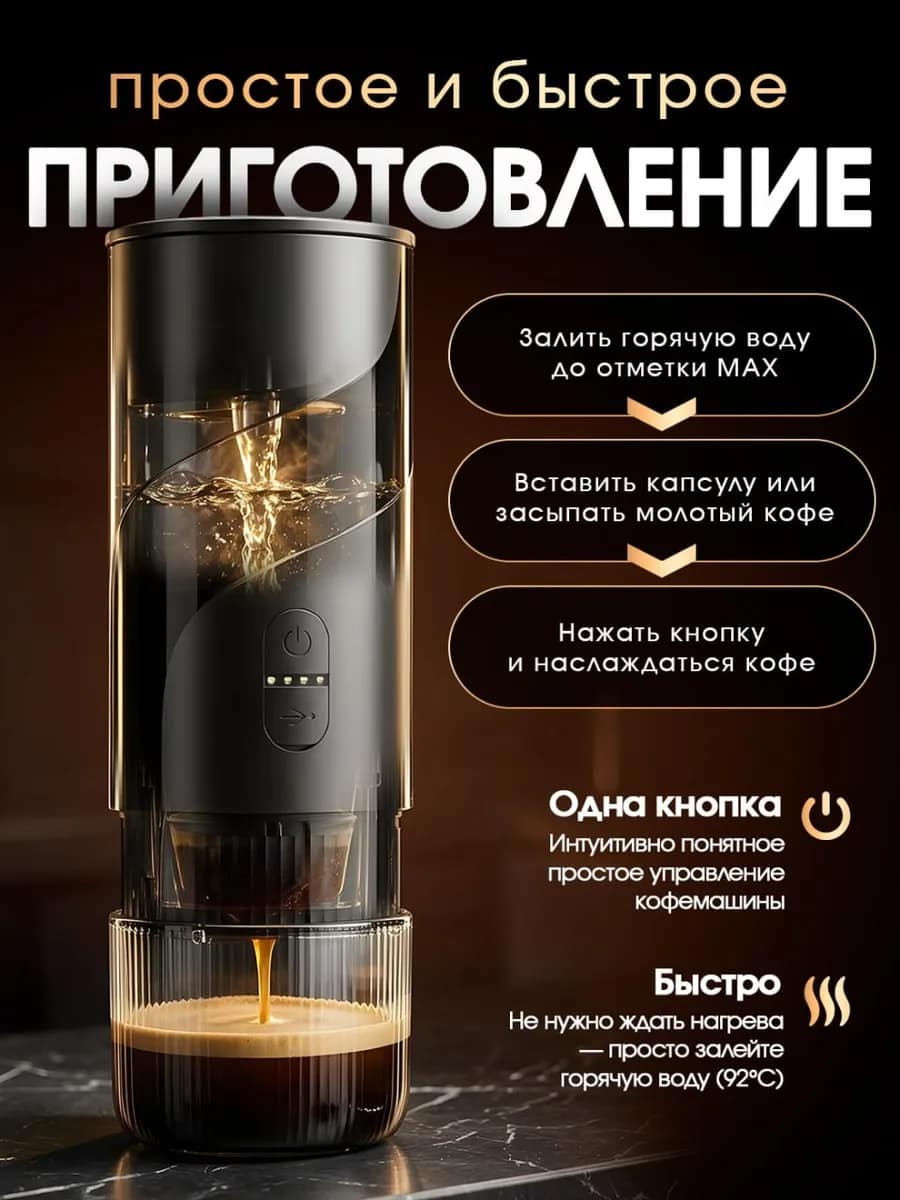 простое и быстрое
ПРИГОТОВЛЕНИЕ
Залить горячую воду
до отметки MAX
Вставить капсулу или
засыпать молотый кофе
Нажать кнопку
и наслаждаться кофе
Одна кнопка
Интуитивно понятное
простое управление
кофемашины
Быстро
Не нужно ждать нагрева
— просто залейте
горячую воду (92°C)